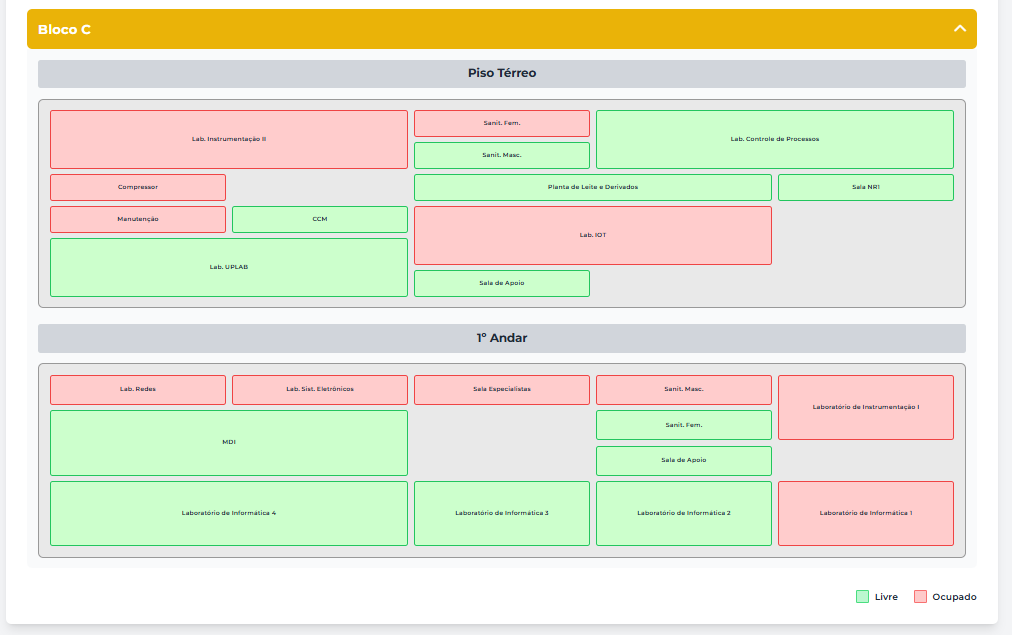 Bloco C
Piso Térreo
Lab. Instrumentação II
Sanit. Fem.
Lab. Controle de Processos
Sanit. Masc.
Compressor
Planta de Leite e Derivados
Sala NR1
Manutenção
CCM
Lab. IOT
Lab. UPLAB
Sala de Apoio
1º Andar
Lab. Redes
Lab. Sist. Eletrônicos
Sala Especialistas
Sanit. Masc.
Laboratório de Instrumentação I
MDI
Sanit. Fem.
Sala de Apoio
Laboratório de Informática 4
Laboratório de Informática 3
Laboratório de Informática 2
Laboratório de Informática 1
Livre
Ocupado